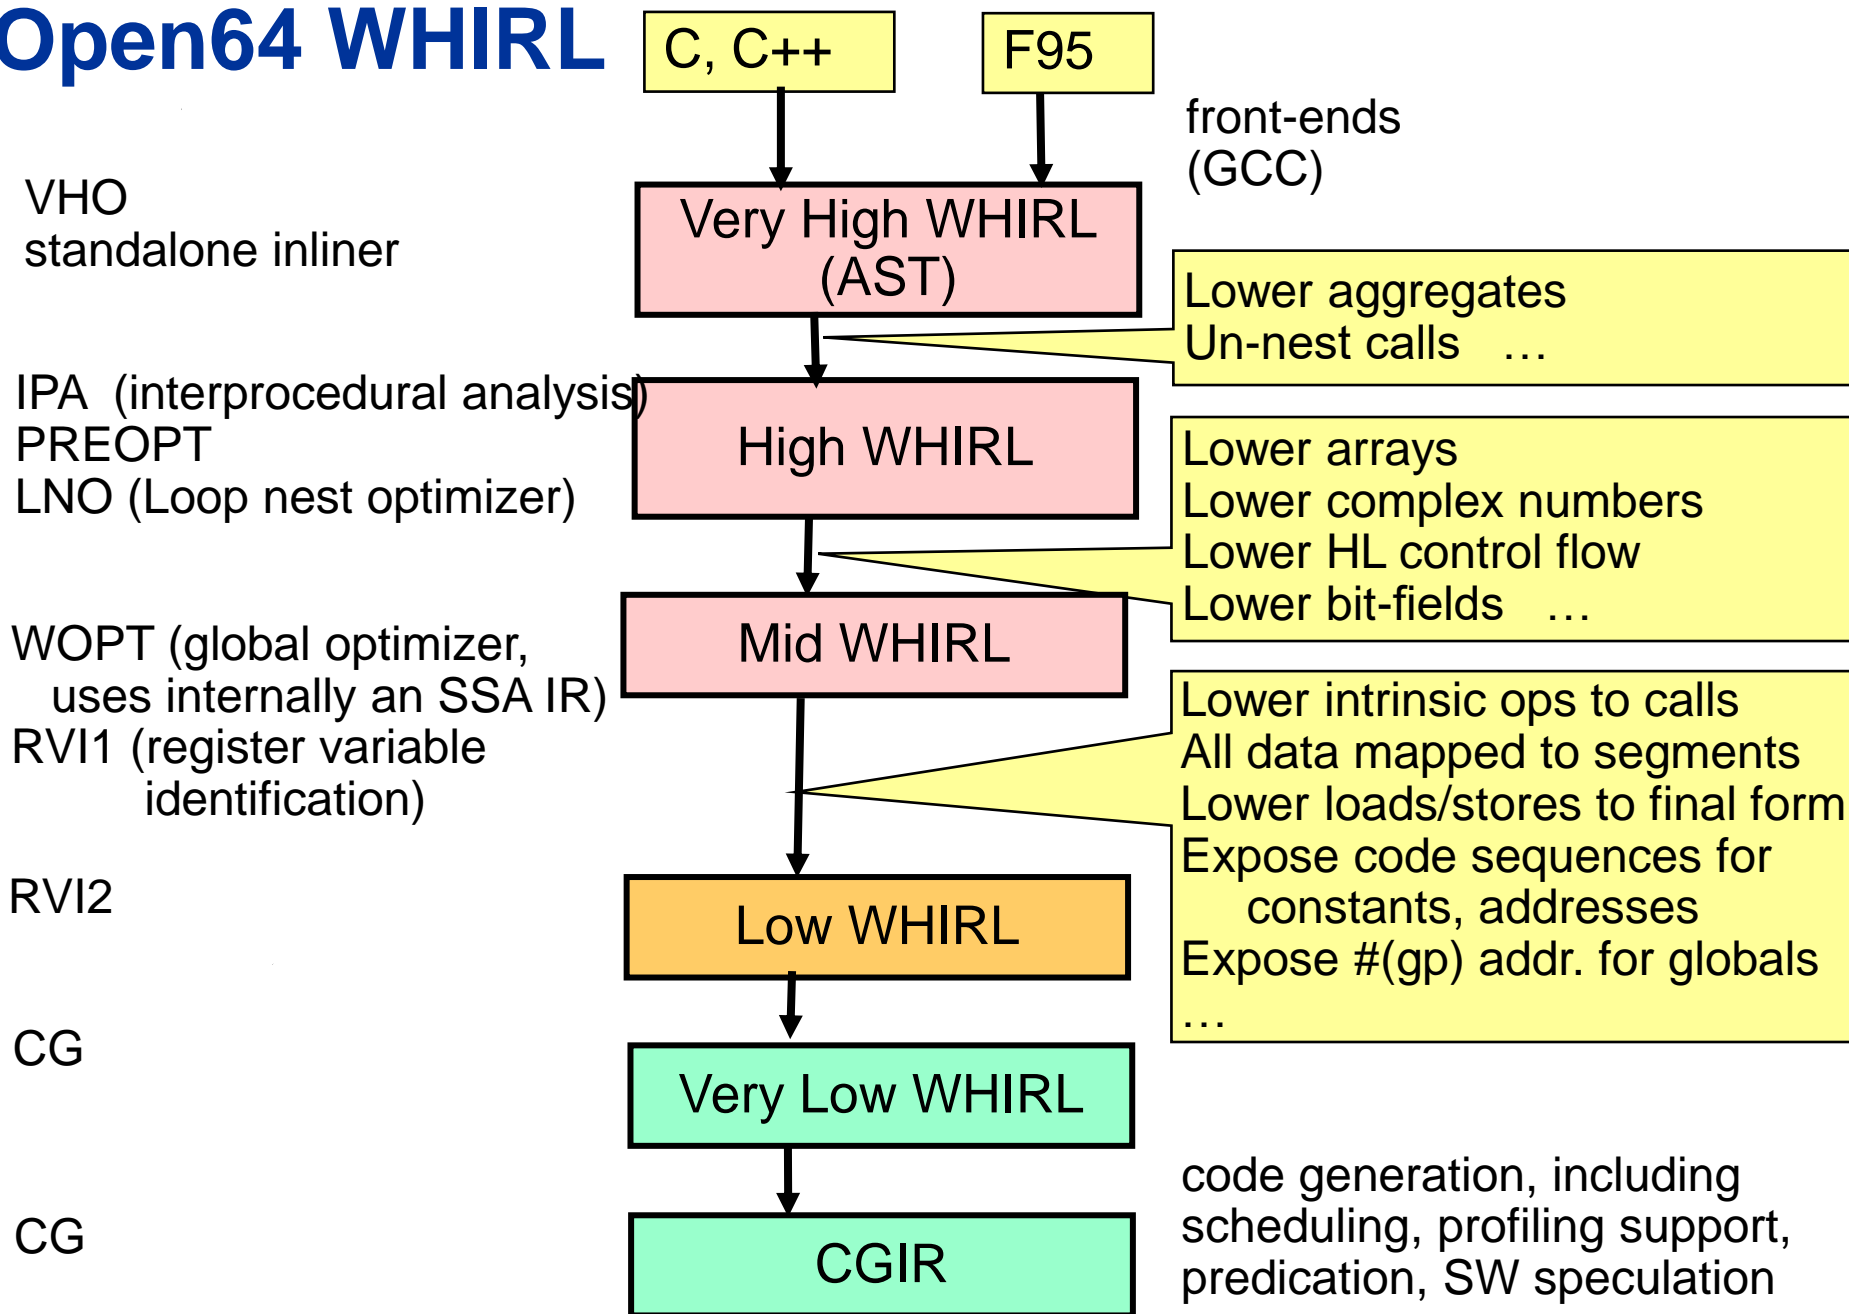 Open64 WHIRL
C, C++
F95
front-ends
(GCC)
VHO
standalone inliner
Very High WHIRL
(AST)
Lower aggregates
Un-nest calls …
IPA (interprocedural analysis)
PREOPT
LNO (Loop nest optimizer)
High WHIRL
Lower arrays
Lower complex numbers
Lower HL control flow
Lower bit-fields …
WOPT (global optimizer,
uses internally an SSA IR)
RVI1 (register variable
identification)
Mid WHIRL
Lower intrinsic ops to calls
All data mapped to segments
Lower loads/stores to final form
Expose code sequences for
constants, addresses
Expose #(gp) addr. for globals
…
RVI2
Low WHIRL
CG
Very Low WHIRL
CG
CGIR
code generation, including
scheduling, profiling support,
predication, SW speculation